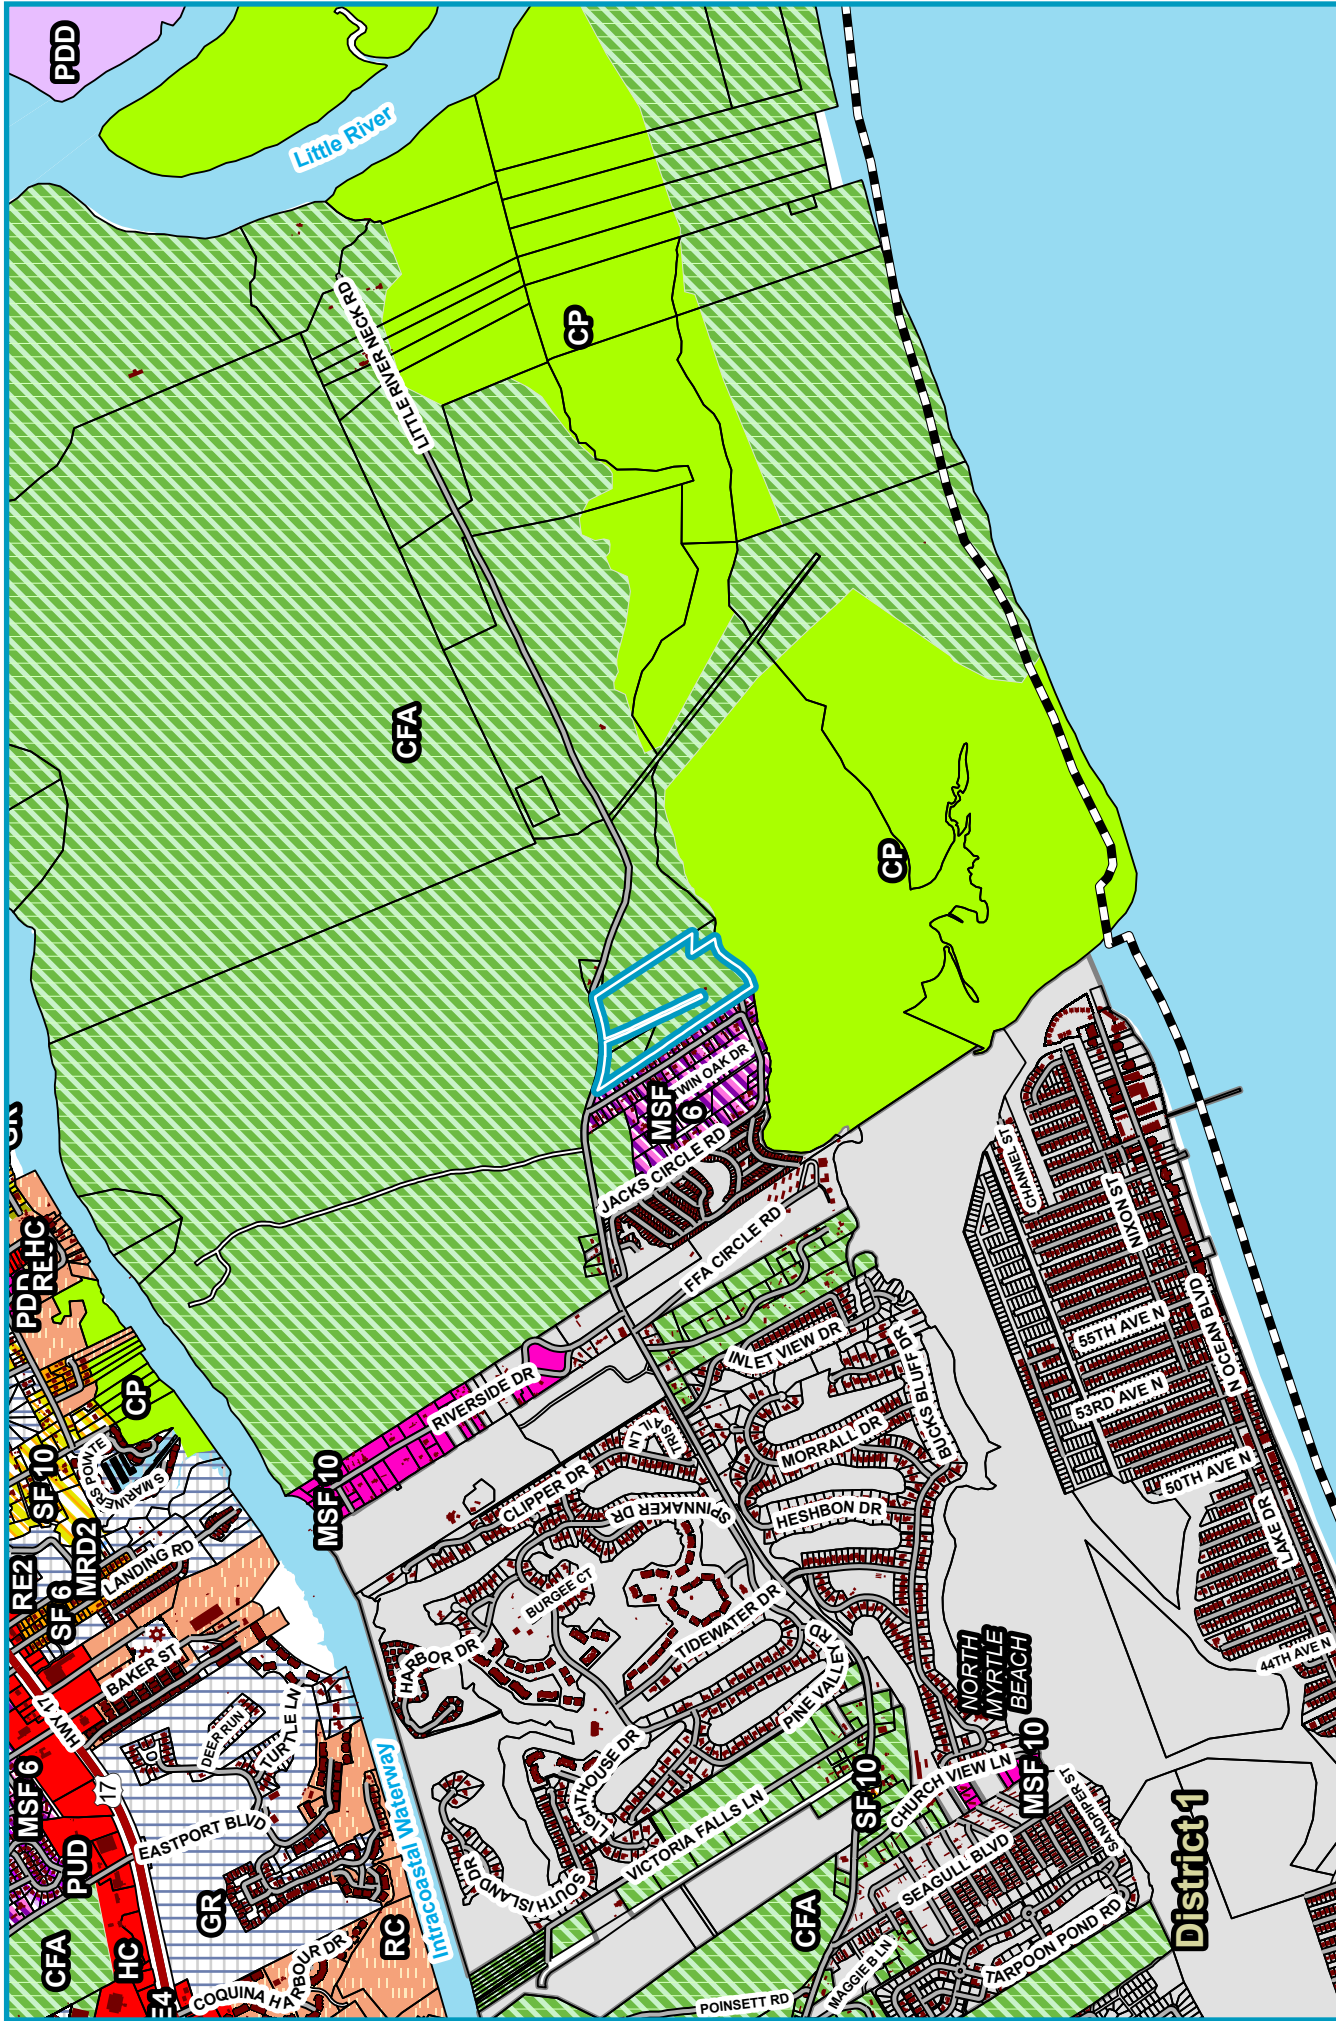 PDD
Little River
LITTLE RIVER NECK RD
CP
CFA
CP
MSF
6
TWIN OAK DR
JACKS CIRCLE RD
FFA CIRCLE RD
CHANNEL ST
NIXON ST
PDD
RE
HC
CP
RIVERSIDE DR
INLET VIEW DR
BUCKS BLUFF DR
55TH AVE N
N OCEAN BLVD
53RD AVE N
50TH AVE N
SF 10
MARINERS POINTE
MSF 10
CLIPPER DR
TRISAIL LN
MORRALL DR
SPINNAKER DR
HESHBON DR
LAKE DR
RE2
SF 6
MRD2
LANDING RD
BAKER ST
BURGEE CT
HARBOR DR
TIDEWATER DR
PINE VALLEY RD
NORTH
MYRTLE
BEACH
44TH AVE N
HWY 17
17
DEER RUN
TURTLE LN
EASTPORT BLVD
MSF 6
PUD
Intracoastal Waterway
LIGHTHOUSE DR
VICTORIA FALLS LN
SF 10
CHURCH VIEW LN
MSF 10
SANDPIPER ST
SEAGULL BLVD
SOUTH ISLAND DR
GR
RC
CFA
HC
COQUINA HARBOUR DR
CFA
MAGGIE B LN
TARPON POND RD
POINSETT RD
District 1